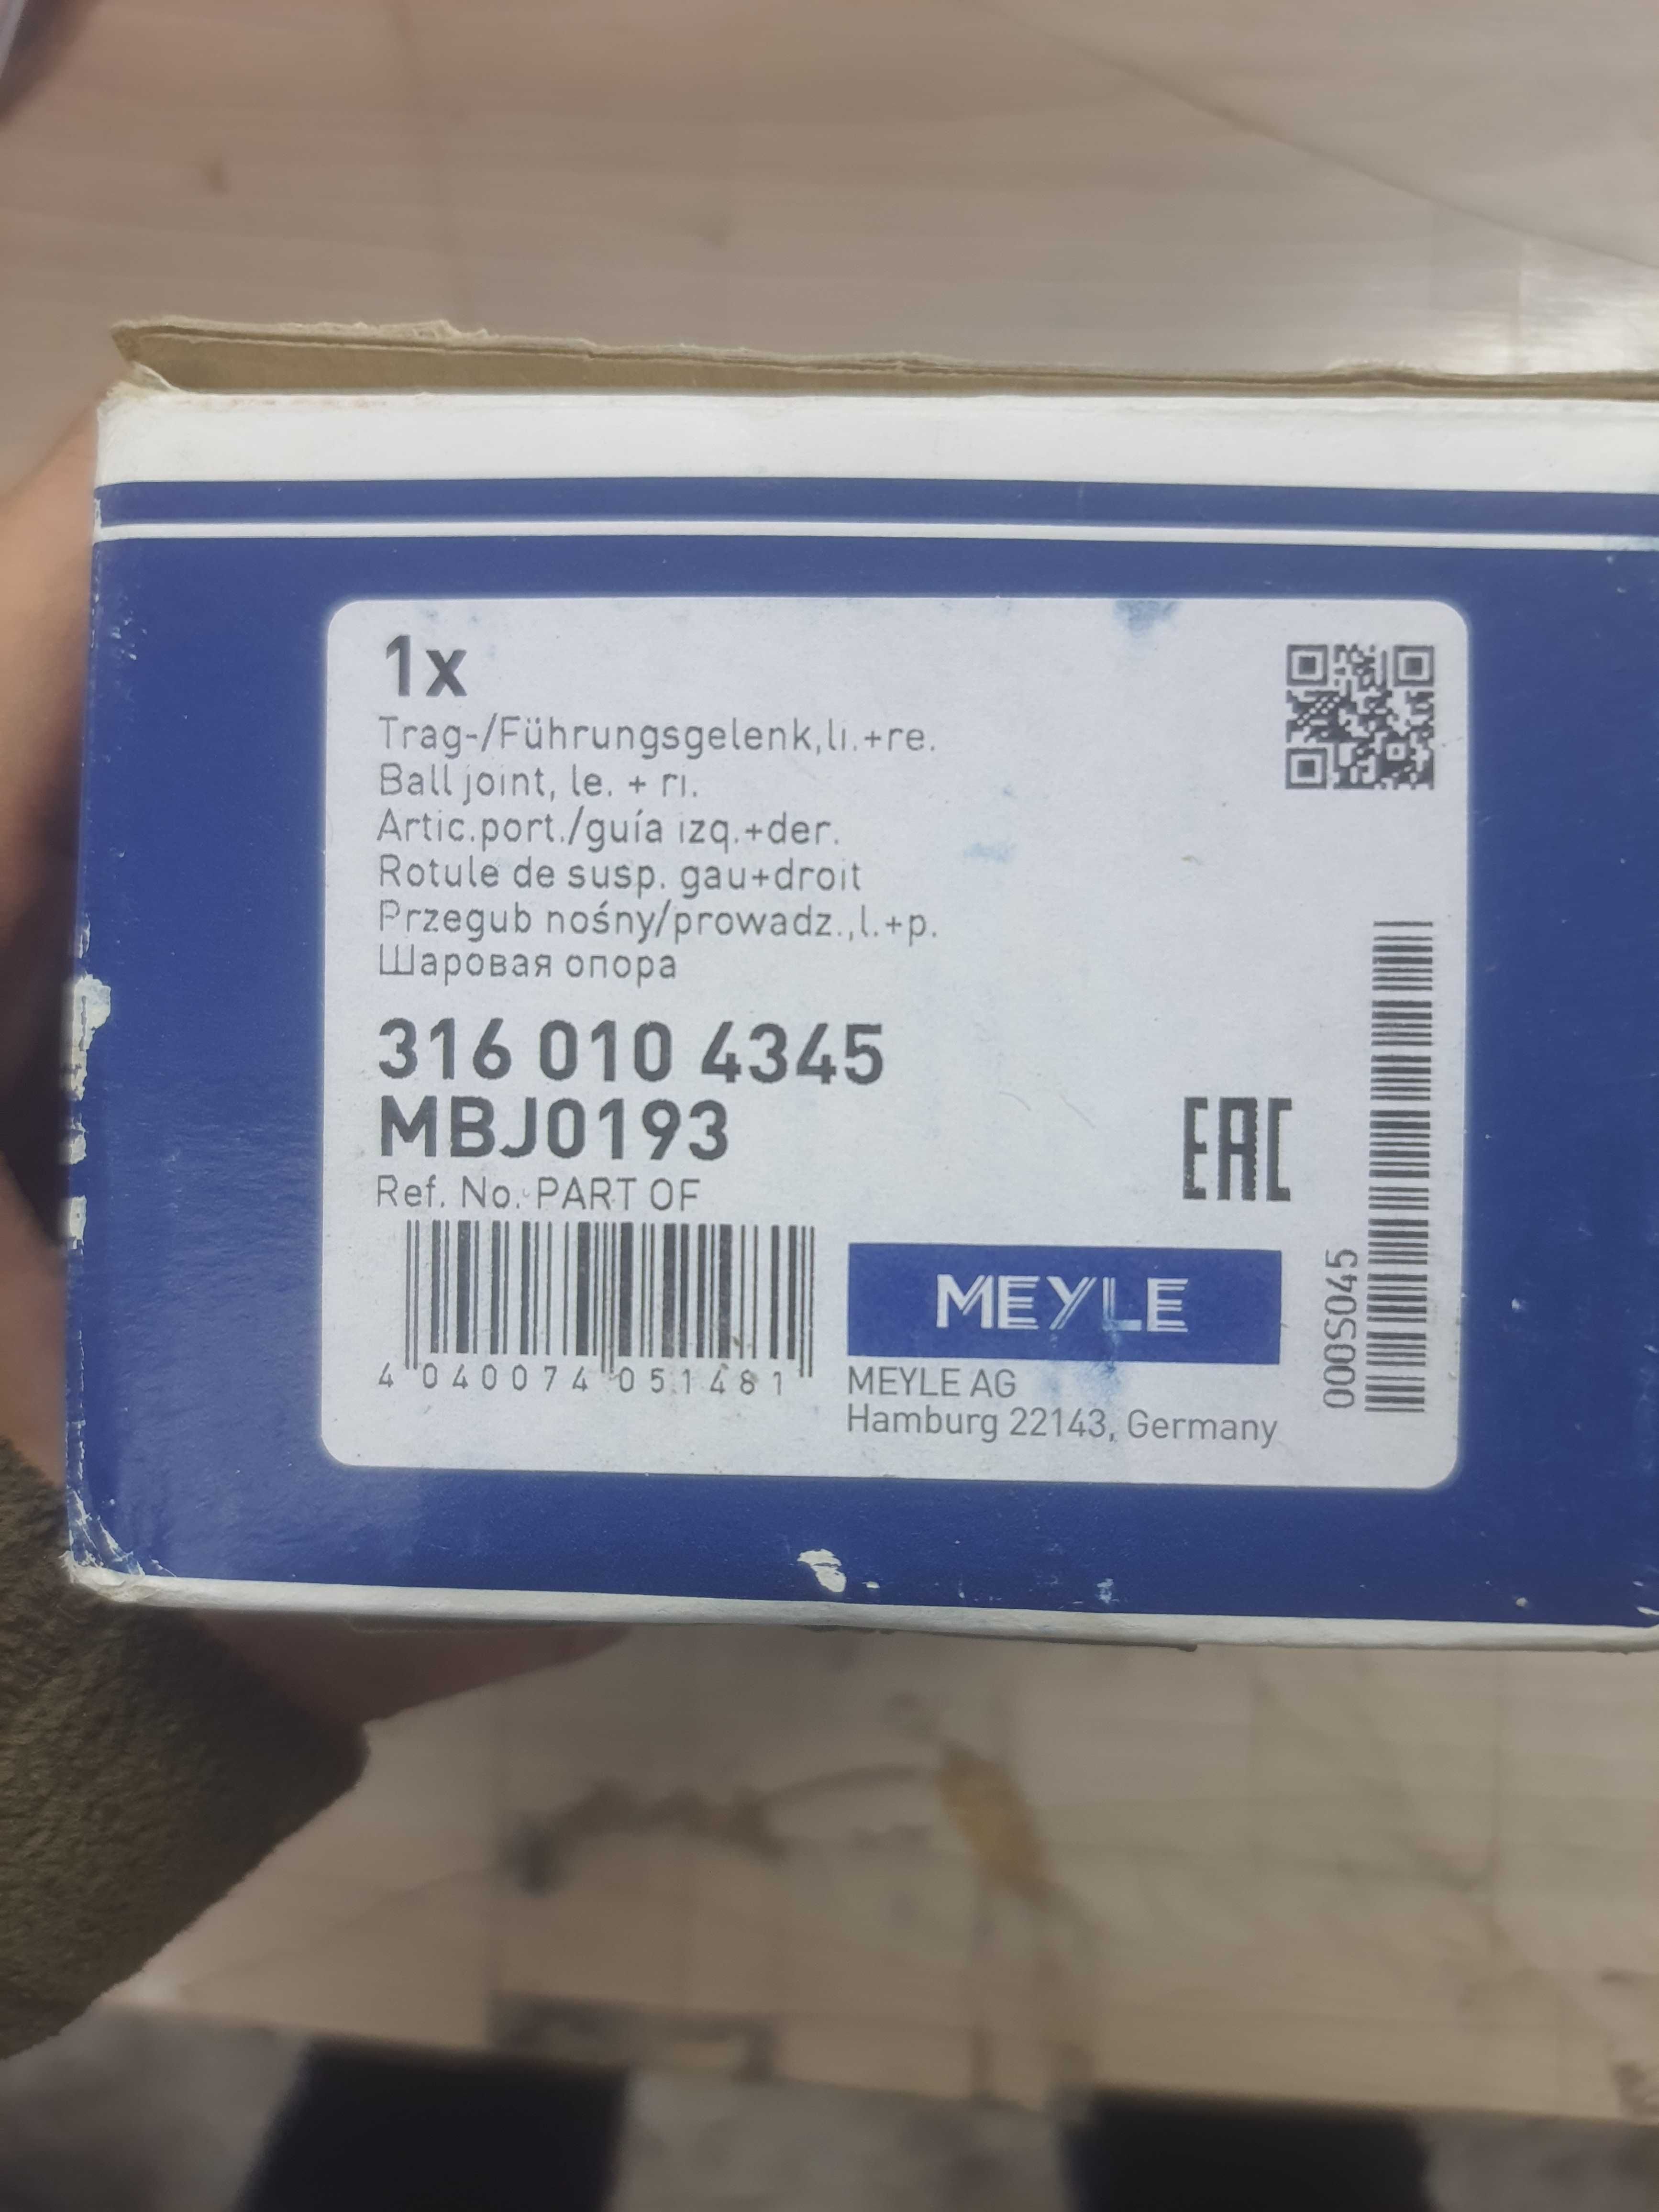 1x
Trag-/Führungsgelenk,li.+re.
Ball joint, le. + ri.
Artic.port./guía izq.+der.
Rotule de susp. gau+droit
Przegub nośny/prowadz.,l.+p.
Шаровая опора
316 010 4345
MBJ0193
Ref. No. PART OF
EAC
4 040074 051481
MEYLE
MEYLE AG
Hamburg 22143, Germany
000S045